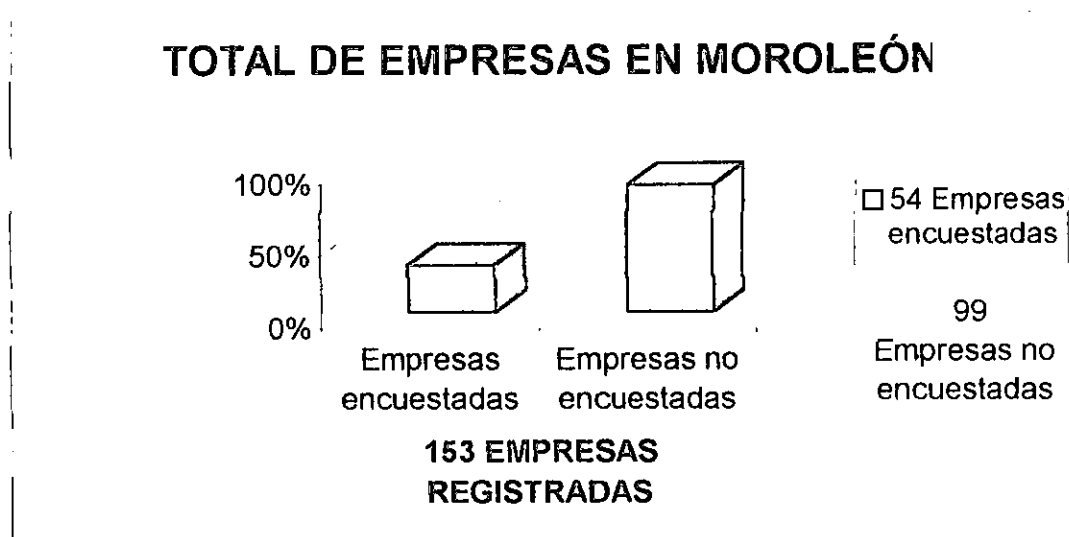 TOTAL DE EMPRESAS EN MOROLEÓN
100%
50%
0%
Empresas
encuestadas
Empresas no
encuestadas
153 EMPRESAS
REGISTRADAS
54 Empresas
encuestadas
99
Empresas no
encuestadas